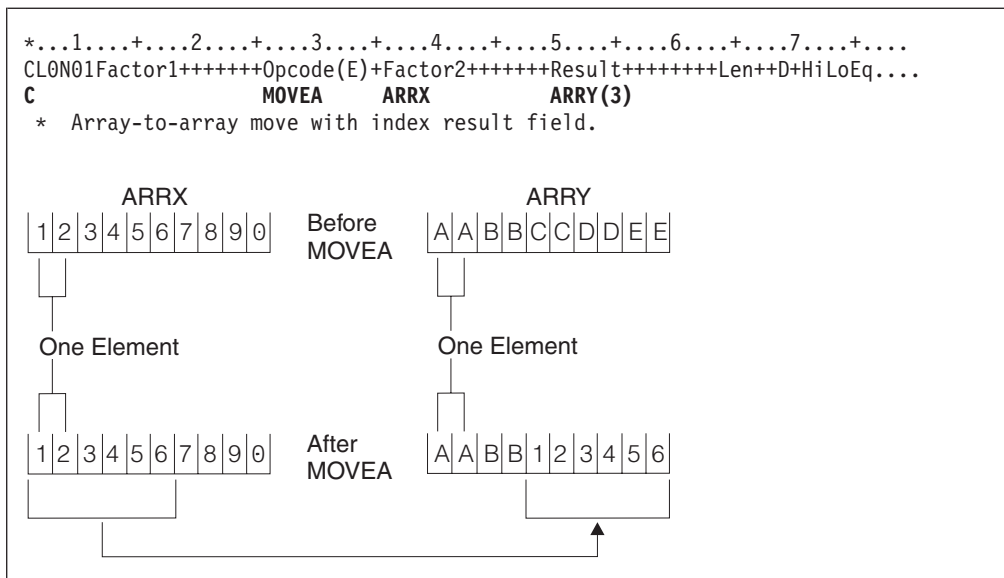 *...1....+....2....+....3....+....4....+....5....+....6....+....7....+....
CL0N01Factor1+++++++Opcode(E)+Factor2+++++++Result++++++++Len++D+HiLoEq....
C                   MOVEA     ARRX          ARRY(3)
 *  Array-to-array move with index result field.
ARRX ARRY
1 2 3 4 5 6 7 8 9 0 Before MOVEA A A B B C C D D E E
One Element One Element
1 2 3 4 5 6 7 8 9 0 After MOVEA A A B B 1 2 3 4 5 6